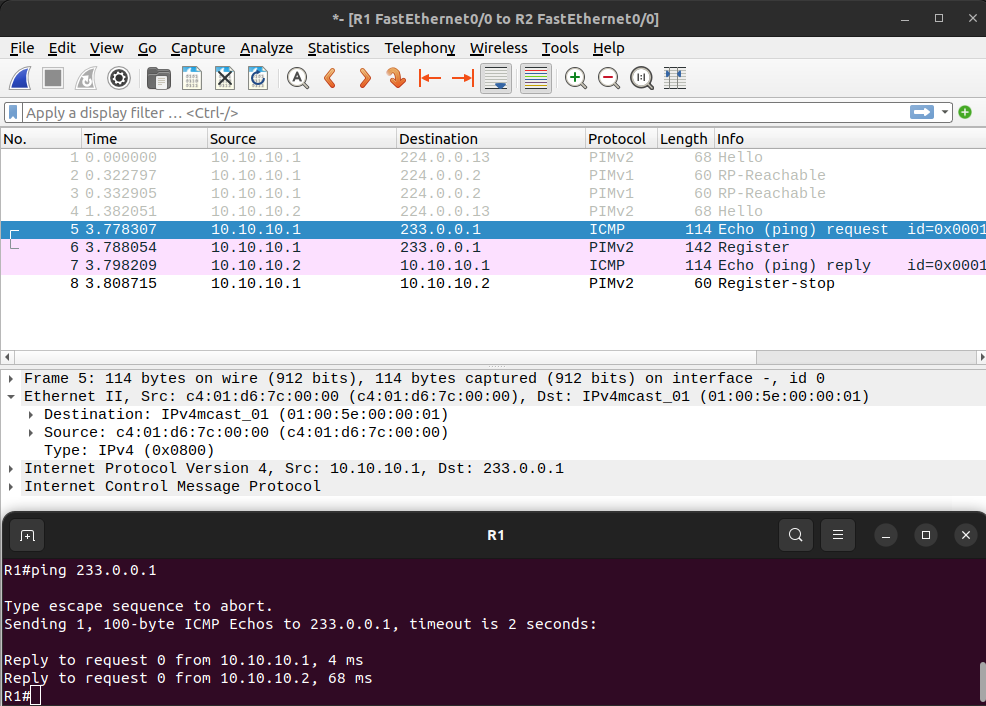 *- [R1 FastEthernet0/0 to R2 FastEthernet0/0]
File Edit View Go Capture Analyze Statistics Telephony Wireless Tools Help
Apply a display filter … <Ctrl-/>
No. Time Source Destination Protocol Length Info
1 0.000000 10.10.10.1 224.0.0.13 PIMv2 68 Hello
2 0.322797 10.10.10.1 224.0.0.2 PIMv1 60 RP-Reachable
3 0.332905 10.10.10.1 224.0.0.2 PIMv1 60 RP-Reachable
4 1.382051 10.10.10.2 224.0.0.13 PIMv2 68 Hello
5 3.778307 10.10.10.1 233.0.0.1 ICMP 114 Echo (ping) request id=0x0001
6 3.788054 10.10.10.1 233.0.0.1 PIMv2 142 Register
7 3.798209 10.10.10.2 10.10.10.1 ICMP 114 Echo (ping) reply id=0x0001
8 3.808715 10.10.10.1 10.10.10.2 PIMv2 60 Register-stop
Frame 5: 114 bytes on wire (912 bits), 114 bytes captured (912 bits) on interface -, id 0
Ethernet II, Src: c4:01:d6:7c:00:00 (c4:01:d6:7c:00:00), Dst: IPv4mcast_01 (01:00:5e:00:00:01)
Destination: IPv4mcast_01 (01:00:5e:00:00:01)
Source: c4:01:d6:7c:00:00 (c4:01:d6:7c:00:00)
Type: IPv4 (0x0800)
Internet Protocol Version 4, Src: 10.10.10.1, Dst: 233.0.0.1
Internet Control Message Protocol
R1
R1#ping 233.0.0.1
Type escape sequence to abort.
Sending 1, 100-byte ICMP Echos to 233.0.0.1, timeout is 2 seconds:
Reply to request 0 from 10.10.10.1, 4 ms
Reply to request 0 from 10.10.10.2, 68 ms
R1#